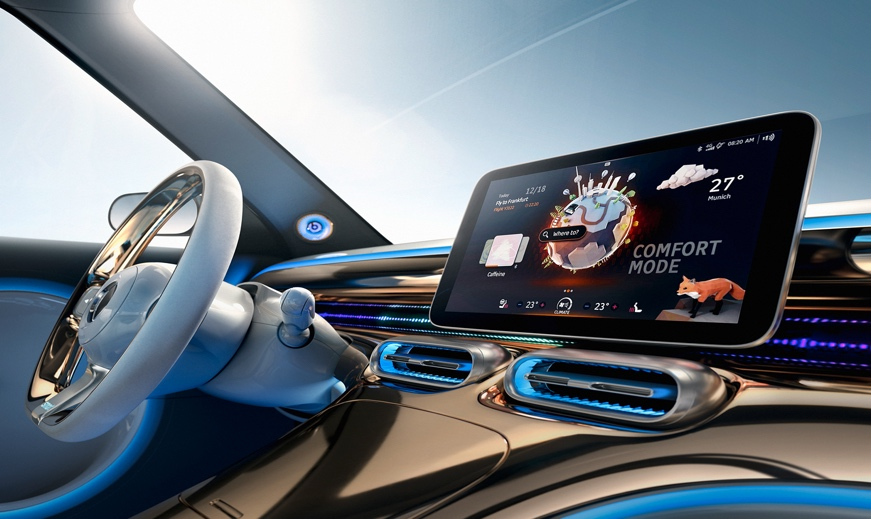 08:20 AM
Today
12/18
Fly to Frankfurt
27°
Munich
Where to?
Caffeine
COMFORT
MODE
23°
23°
CLIMATE